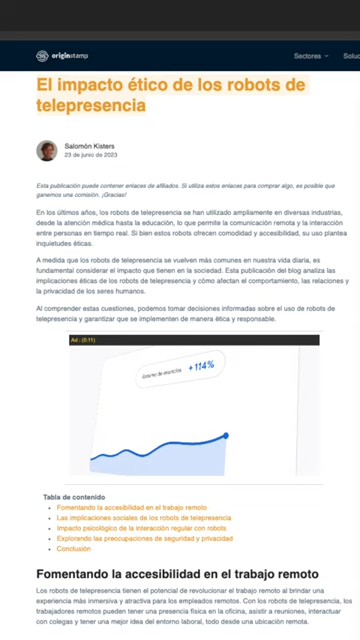 originstamp
Sectores
Soluc
El impacto ético de los robots de
telepresencia
Salomón Kisters
23 de junio de 2023
Esta publicación puede contener enlaces de afiliados. Si utiliza estos enlaces para comprar algo, es posible que
ganemos una comisión. ¡Gracias!
En los últimos años, los robots de telepresencia se han utilizado ampliamente en diversas industrias,
desde la atención médica hasta la educación, lo que permite la comunicación remota y la interacción
entre personas en tiempo real. Si bien estos robots ofrecen comodidad y accesibilidad, su uso plantea
inquietudes éticas.
A medida que los robots de telepresencia se vuelven más comunes en nuestra vida diaria, es
fundamental considerar el impacto que tienen en la sociedad. Esta publicación del blog analiza las
implicaciones éticas de los robots de telepresencia y cómo afectan el comportamiento, las relaciones y
la privacidad de los seres humanos.
Al comprender estas cuestiones, podemos tomar decisiones informadas sobre el uso de robots de
telepresencia y garantizar que se implementen de manera ética y responsable.
Ad : (0:11)
+114%
Tabla de contenido
Fomentando la accesibilidad en el trabajo remoto
Las implicaciones sociales de los robots de telepresencia
Impacto psicológico de la interacción regular con robots
Explorando las preocupaciones de seguridad y privacidad
Conclusión
Fomentando la accesibilidad en el trabajo remoto
Los robots de telepresencia tienen el potencial de revolucionar el trabajo remoto al brindar una
experiencia más inmersiva y atractiva para los empleados remotos. Con los robots de telepresencia, los
trabajadores remotos pueden tener una presencia física en la oficina, asistir a reuniones, interactuar
con colegas y tener una mejor idea del entorno laboral, todo desde una ubicación remota.